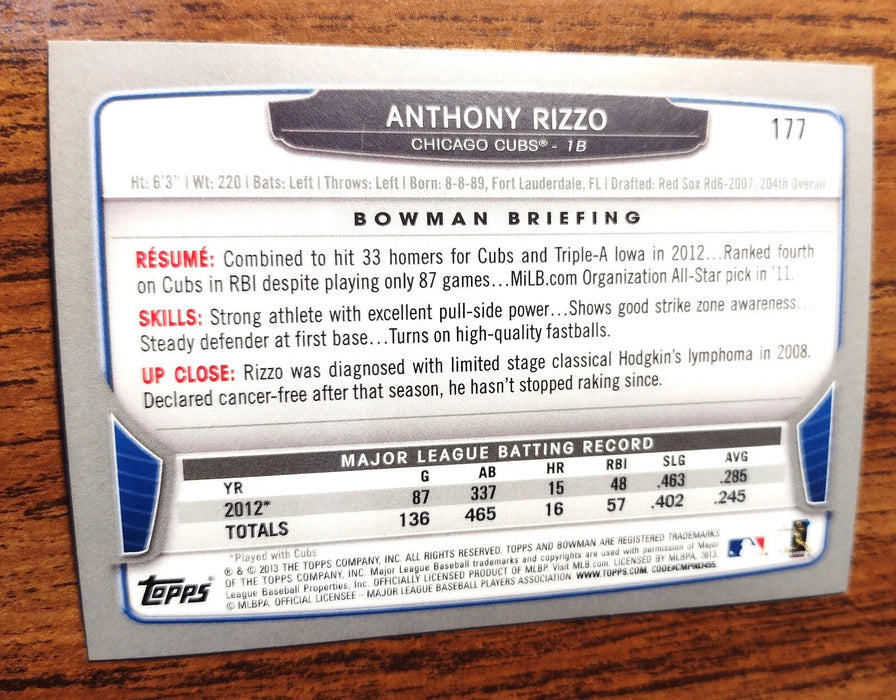 ANTHONY RIZZO
CHICAGO CUBS® - 1B
177
Ht: 6'3" | Wt: 220 | Bats: Left | Throws: Left | Born: 8-8-89, Fort Lauderdale, FL | Drafted: Red Sox Rd6-2007, 204th Overall
BOWMAN BRIEFING
RÉSUMÉ: Combined to hit 33 homers for Cubs and Triple-A Iowa in 2012...Ranked fourth
on Cubs in RBI despite playing only 87 games...MiLB.com Organization All-Star pick in '11.
SKILLS: Strong athlete with excellent pull-side power...Shows good strike zone awareness...
Steady defender at first base...Turns on high-quality fastballs.
UP CLOSE: Rizzo was diagnosed with limited stage classical Hodgkin's lymphoma in 2008.
Declared cancer-free after that season, he hasn't stopped raking since.
MAJOR LEAGUE BATTING RECORD
YR G AB HR RBI SLG AVG
2012* 87 337 15 48 .463 .285
TOTALS 136 465 16 57 .402 .245
*Played with Cubs
® & © 2013 THE TOPPS COMPANY, INC. ALL RIGHTS RESERVED. TOPPS AND BOWMAN ARE REGISTERED TRADEMARKS
OF THE TOPPS COMPANY, INC. Major League Baseball trademarks and copyrights are used with permission of Major
League Baseball Properties, Inc. OFFICIALLY LICENSED PRODUCT OF MLBP. Visit MLB.com. LICENSED BY MLBPA, 2013.
© MLBPA. OFFICIAL LICENSEE - MAJOR LEAGUE BASEBALL PLAYERS ASSOCIATION. WWW.TOPPS.COM. CODE#CMP003455
TOPPS